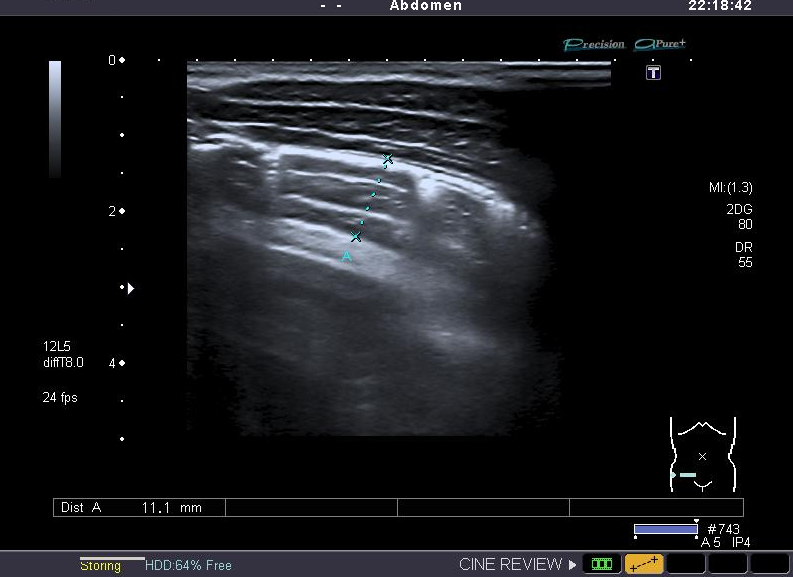 - - Abdomen 22:18:42
Precision APure+
T
0
2
4
MI:(1.3)
2DG
80
DR
55
12L5
diffT8.0
24 fps
A
Dist A 11.1 mm
#743
A 5 IP4
Storing HDD:64% Free
CINE REVIEW